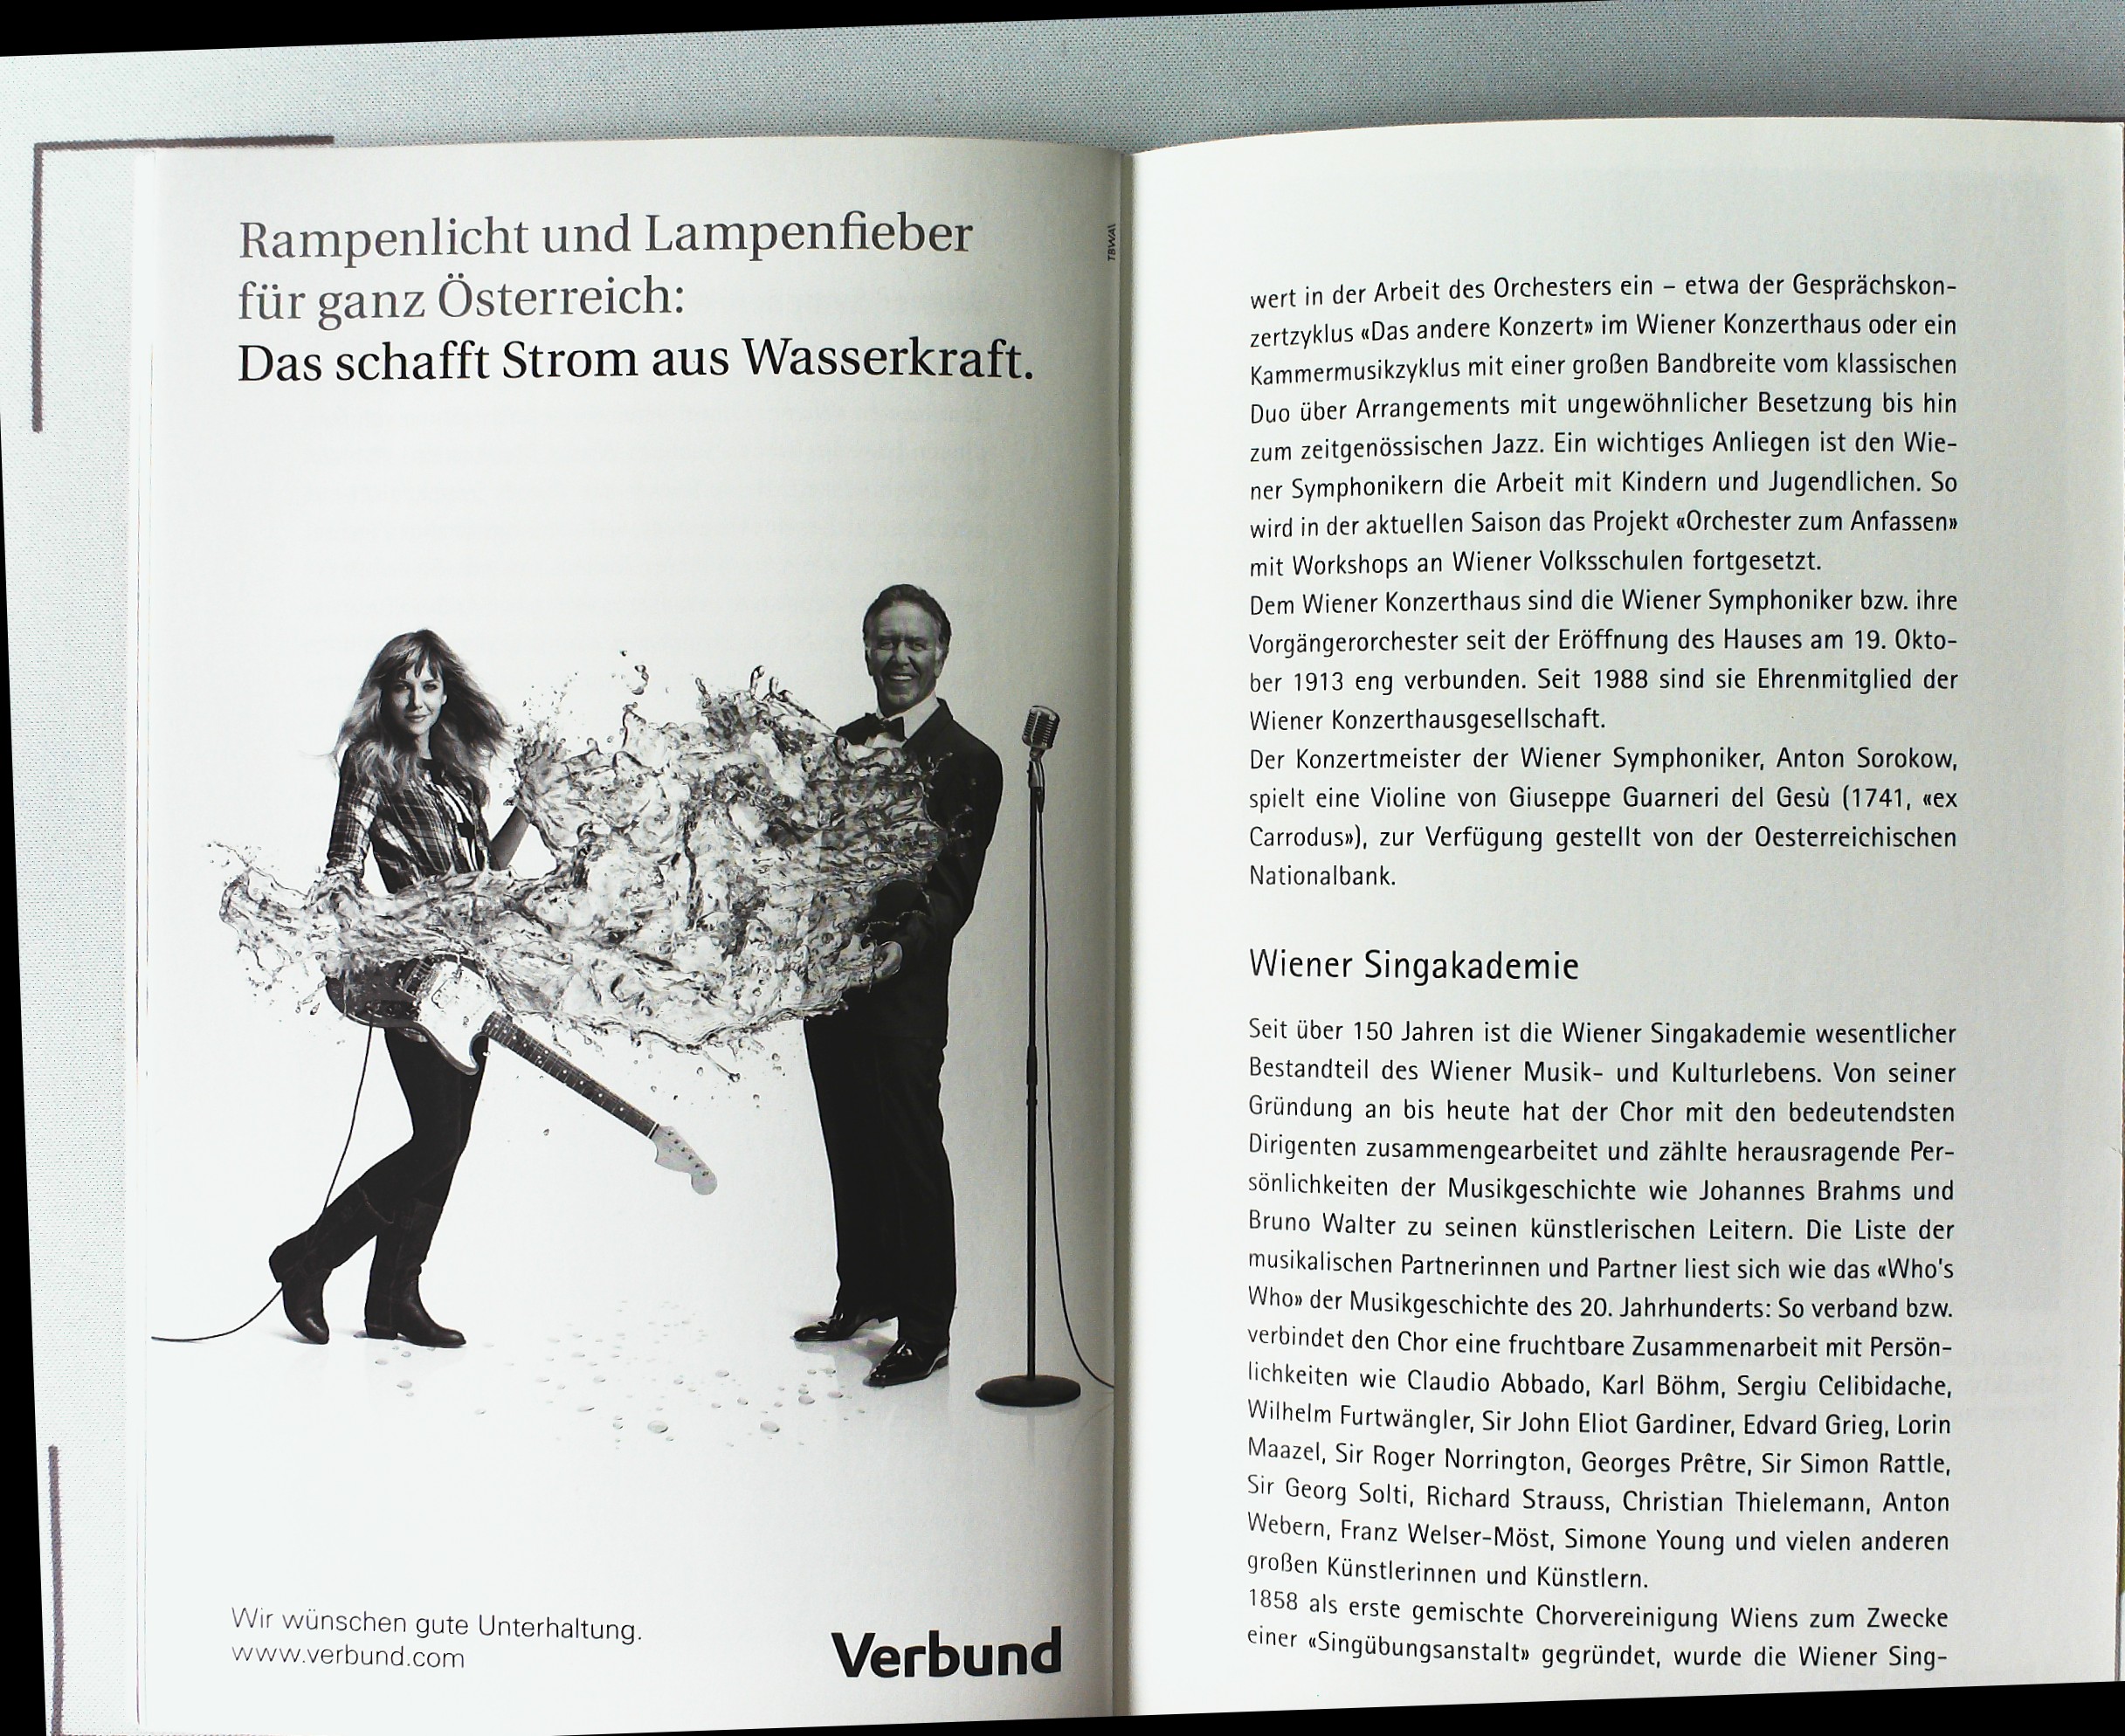 Rampenlicht und Lampenfieber
für ganz Österreich:
Das schafft Strom aus Wasserkraft.
TBWA\
Wir wünschen gute Unterhaltung.
www.verbund.com
Verbund
wert in der Arbeit des Orchesters ein – etwa der Gesprächskon-
zertzyklus «Das andere Konzert» im Wiener Konzerthaus oder ein
Kammermusikzyklus mit einer großen Bandbreite vom klassischen
Duo über Arrangements mit ungewöhnlicher Besetzung bis hin
zum zeitgenössischen Jazz. Ein wichtiges Anliegen ist den Wie-
ner Symphonikern die Arbeit mit Kindern und Jugendlichen. So
wird in der aktuellen Saison das Projekt «Orchester zum Anfassen»
mit Workshops an Wiener Volksschulen fortgesetzt.
Dem Wiener Konzerthaus sind die Wiener Symphoniker bzw. ihre
Vorgängerorchester seit der Eröffnung des Hauses am 19. Okto-
ber 1913 eng verbunden. Seit 1988 sind sie Ehrenmitglied der
Wiener Konzerthausgesellschaft.
Der Konzertmeister der Wiener Symphoniker, Anton Sorokow,
spielt eine Violine von Giuseppe Guarneri del Gesù (1741, «ex
Carrodus»), zur Verfügung gestellt von der Oesterreichischen
Nationalbank.
Wiener Singakademie
Seit über 150 Jahren ist die Wiener Singakademie wesentlicher
Bestandteil des Wiener Musik- und Kulturlebens. Von seiner
Gründung an bis heute hat der Chor mit den bedeutendsten
Dirigenten zusammengearbeitet und zählte herausragende Per-
sönlichkeiten der Musikgeschichte wie Johannes Brahms und
Bruno Walter zu seinen künstlerischen Leitern. Die Liste der
musikalischen Partnerinnen und Partner liest sich wie das «Who's
Who» der Musikgeschichte des 20. Jahrhunderts: So verband bzw.
verbindet den Chor eine fruchtbare Zusammenarbeit mit Persön-
lichkeiten wie Claudio Abbado, Karl Böhm, Sergiu Celibidache,
Wilhelm Furtwängler, Sir John Eliot Gardiner, Edvard Grieg, Lorin
Maazel, Sir Roger Norrington, Georges Prêtre, Sir Simon Rattle,
Sir Georg Solti, Richard Strauss, Christian Thielemann, Anton
Webern, Franz Welser-Möst, Simone Young und vielen anderen
großen Künstlerinnen und Künstlern.
1858 als erste gemischte Chorvereinigung Wiens zum Zwecke
einer «Singübungsanstalt» gegründet, wurde die Wiener Sing-